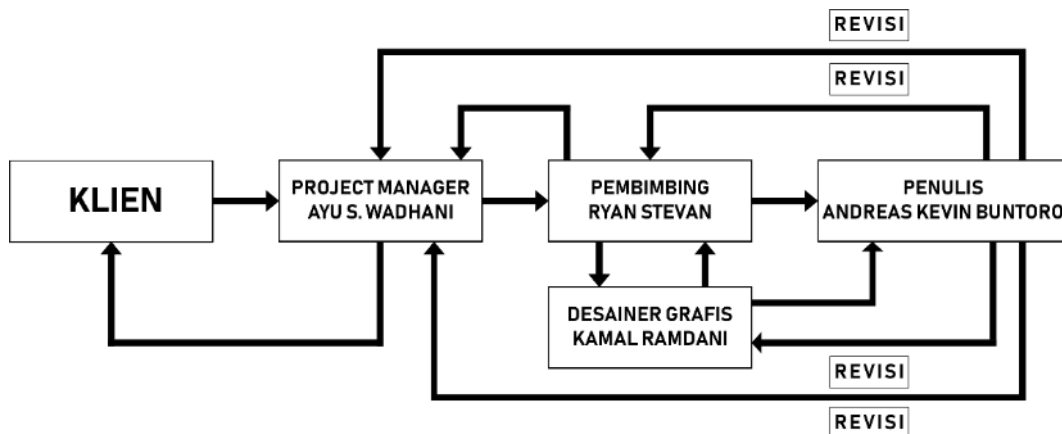 REVISI
REVISI
KLIEN
PROJECT MANAGER
AYU S. WADHANI
PEMBIMBING
RYAN STEVAN
PENULIS
ANDREAS KEVIN BUNTORO
DESAINER GRAFIS
KAMAL RAMDANI
REVISI
REVISI